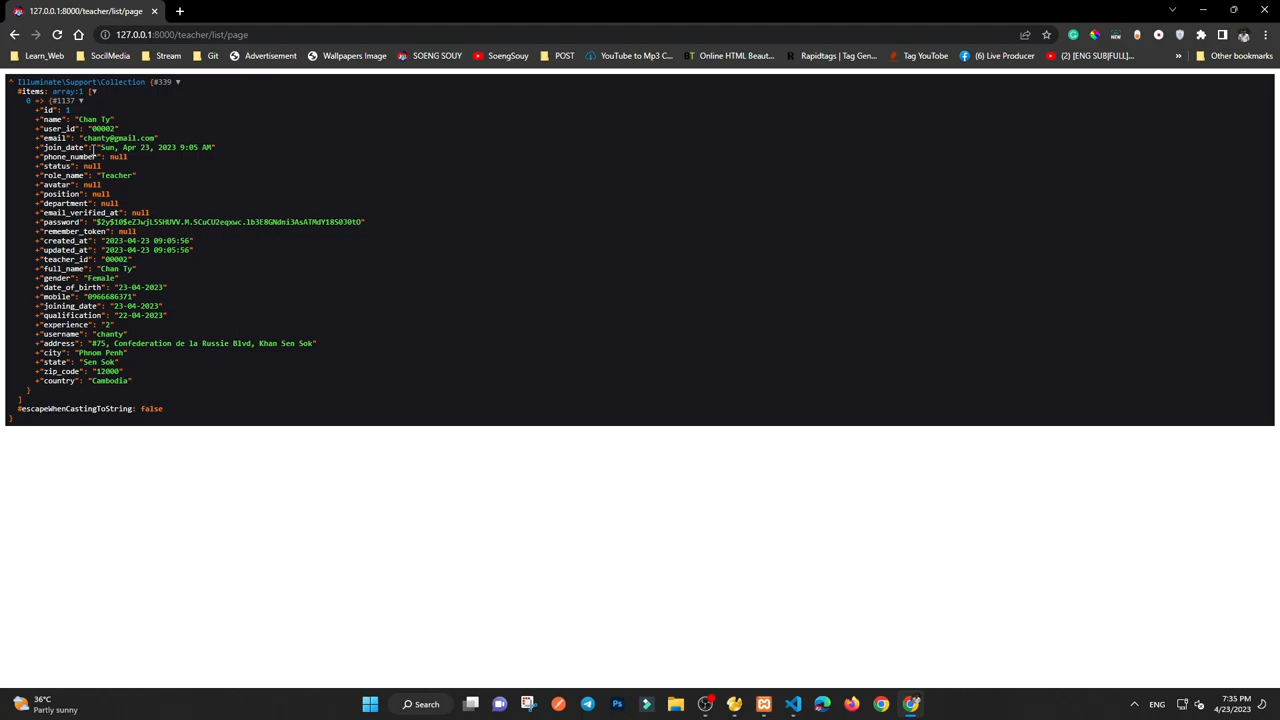 127.0.0.1:8000/teacher/list/page
127.0.0.1:8000/teacher/list/page
Learn_Web SocilMedia Stream Git Advertisement Wallpapers Image SOENG SOUY SoengSouy POST YouTube to Mp3 C... Online HTML Beaut... Rapidtags | Tag Gen... Tag YouTube (6) Live Producer (2) [ENG SUB|FULL]... » Other bookmarks
^ Illuminate\Support\Collection {#339 ▼
#items: array:1 [▼
0 => {#1137 ▼
+"id": 1
+"name": "Chan Ty"
+"user_id": "00002"
+"email": "chanty@gmail.com"
+"join_date": "Sun, Apr 23, 2023 9:05 AM"
+"phone_number": null
+"status": null
+"role_name": "Teacher"
+"avatar": null
+"position": null
+"department": null
+"email_verified_at": null
+"remember_token": null
+"created_at": "2023-04-23 09:05:56"
+"updated_at": "2023-04-23 09:05:56"
+"teacher_id": "00002"
+"full_name": "Chan Ty"
+"gender": "Female"
+"date_of_birth": "23-04-2023"
+"mobile": "0966686371"
+"joining_date": "23-04-2023"
+"qualification": "22-04-2023"
+"experience": "2"
+"username": "chanty"
+"address": "#75, Confederation de la Russie Blvd, Khan Sen Sok"
+"city": "Phnom Penh"
+"state": "Sen Sok"
+"zip_code": "12000"
+"country": "Cambodia"
}
]
#escapeWhenCastingToString: false
}
36°C
Partly sunny
Search
ENG
7:35 PM
4/23/2023